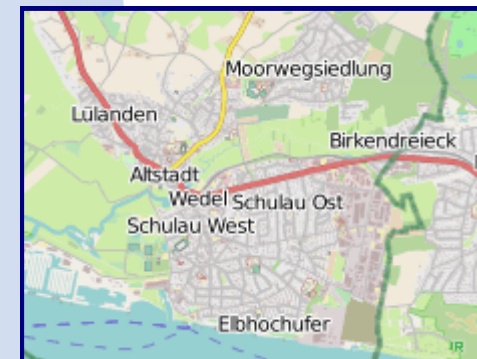 Moorwegsiedlung
Lülanden
Birkendreieck
Altstadt
Wedel
Schulau Ost
Schulau West
Elbhochufer